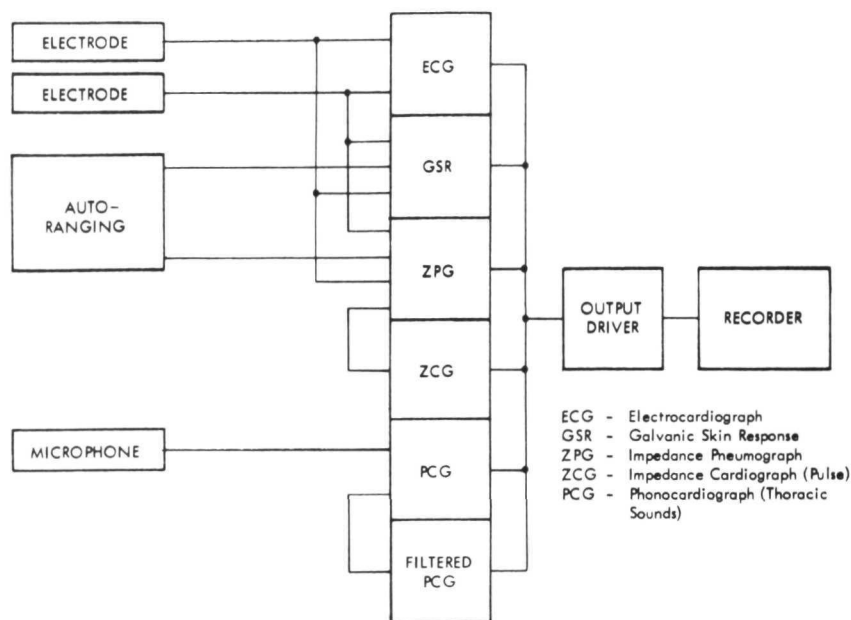 ELECTRODE
ELECTRODE
AUTO-
RANGING
MICROPHONE
ECG
GSR
ZPG
ZCG
PCG
FILTERED
PCG
OUTPUT
DRIVER
RECORDER
ECG - Electrocardiograph
GSR - Galvanic Skin Response
ZPG - Impedance Pneumograph
ZCG - Impedance Cardiograph (Pulse)
PCG - Phonocardiograph (Thoracic
Sounds)